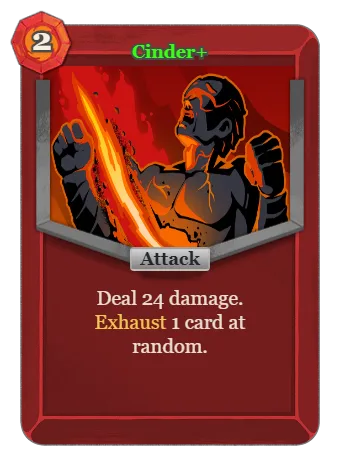 2
Cinder+
Attack
Deal 24 damage.
Exhaust 1 card at
random.